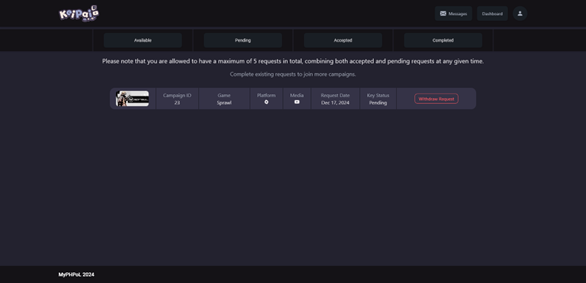 KeyPal
Messages
Dashboard
Available
Pending
Accepted
Completed
Please note that you are allowed to have a maximum of 5 requests in total, combining both accepted and pending requests at any given time.
Complete existing requests to join more campaigns.
Campaign ID
23
Game
Sprawl
Platform
Media
Request Date
Dec 17, 2024
Key Status
Pending
Withdraw Request
MyPHPoL 2024